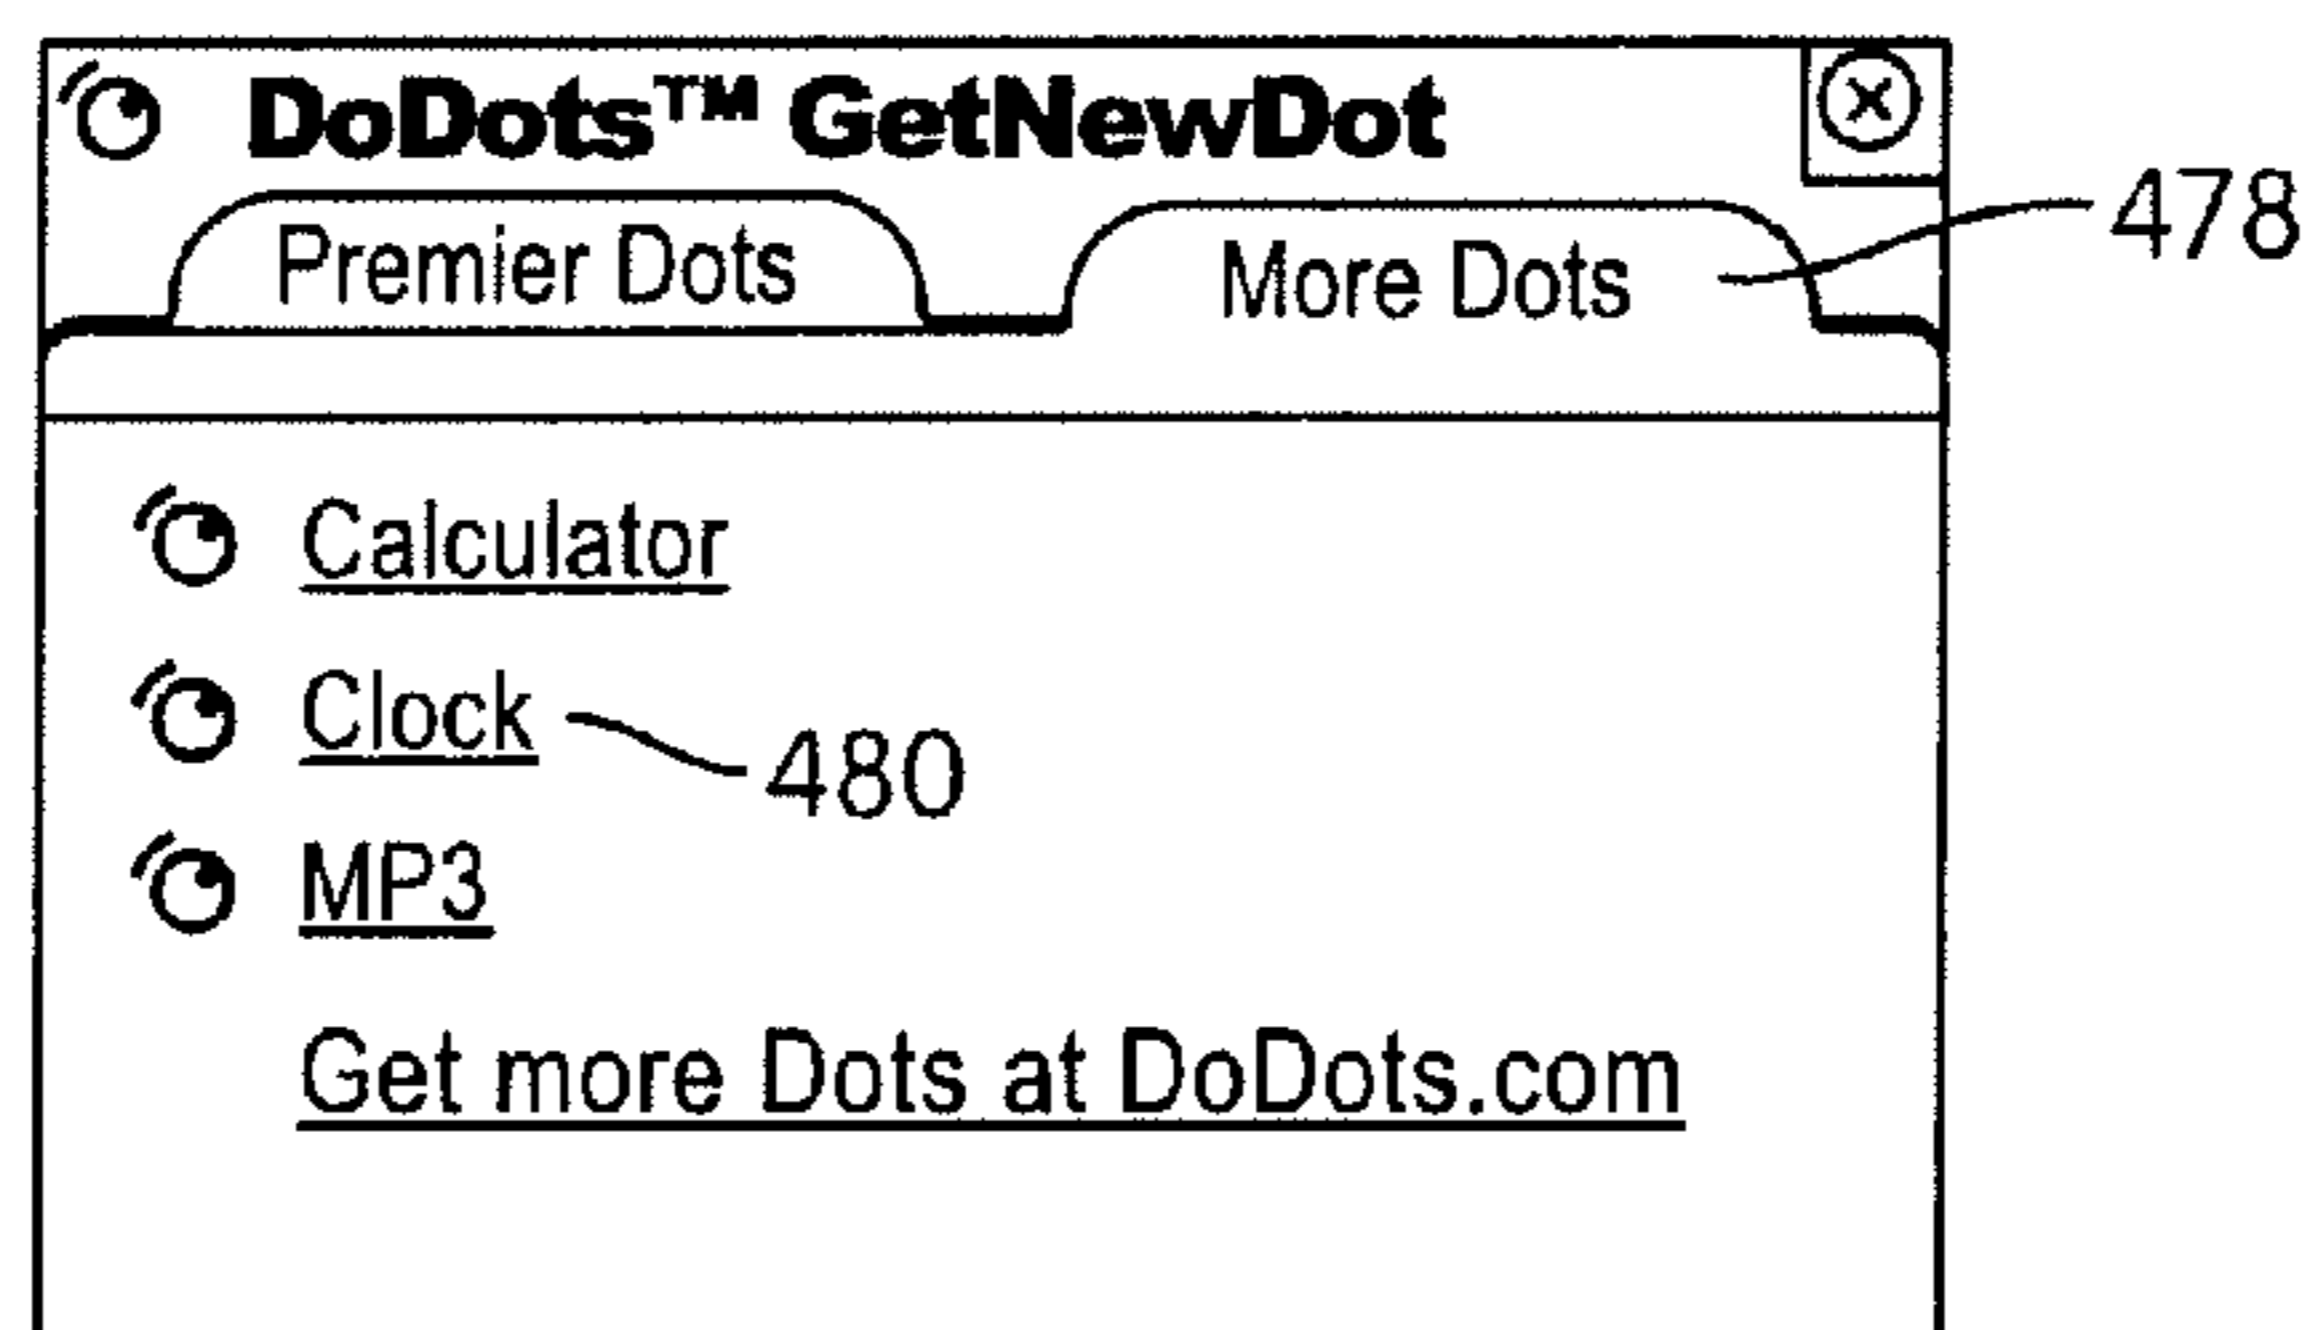 DoDots™ GetNewDot
Premier Dots More Dots 478
Calculator
Clock 480
MP3
Get more Dots at DoDots.com